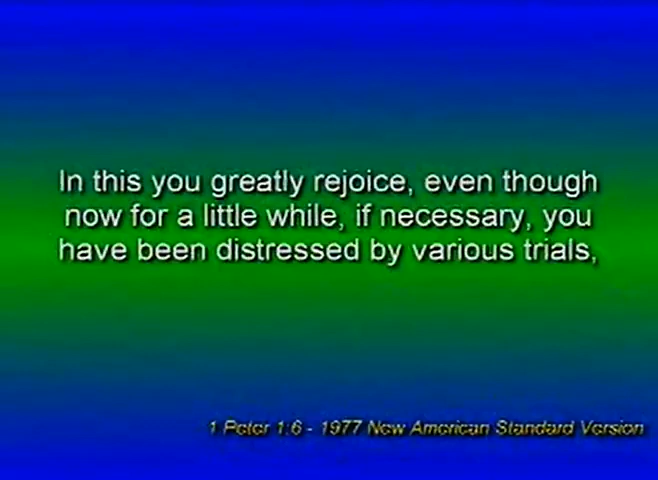 In this you greatly rejoice, even though
now for a little while, if necessary, you
have been distressed by various trials,
1 Peter 1:6 - 1977 New American Standard Version